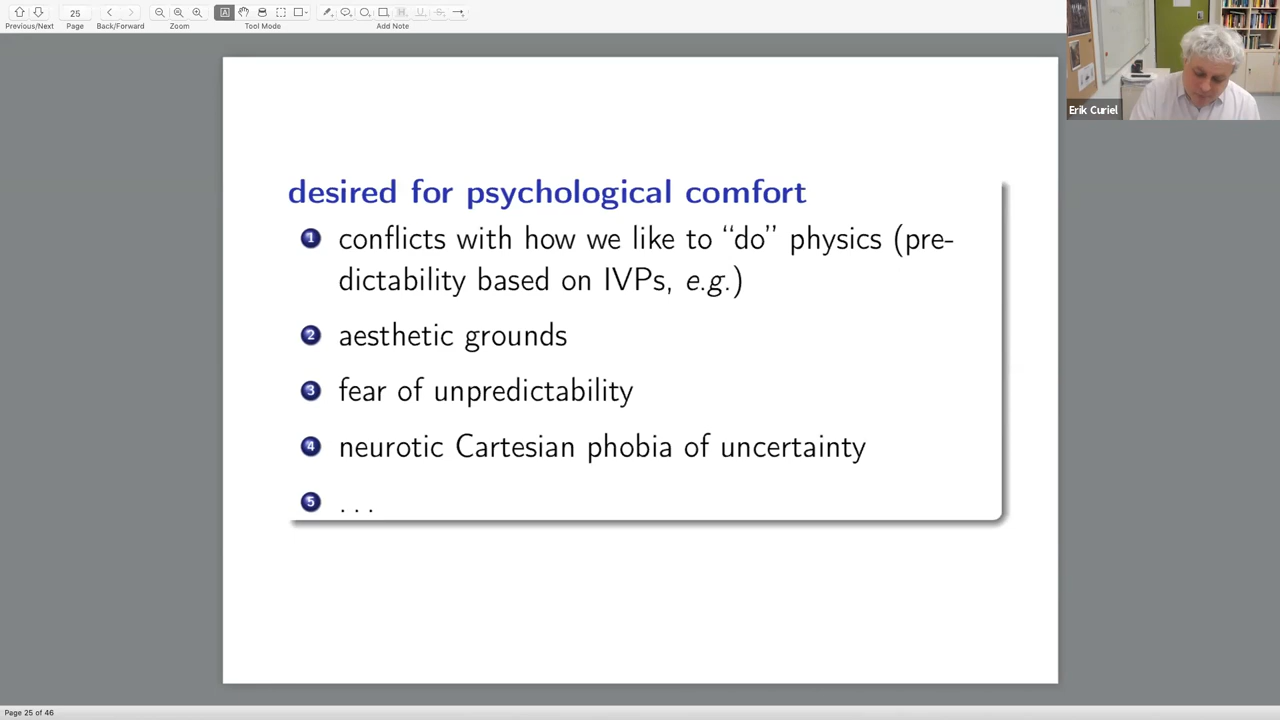 25
Previous/Next
Page
Back/Forward
Zoom
Tool Mode
Add Note
Erik Curiel
desired for psychological comfort
1 conflicts with how we like to “do” physics (pre-
dictability based on IVPs, e.g.)
2 aesthetic grounds
3 fear of unpredictability
4 neurotic Cartesian phobia of uncertainty
5 . . .
Page 25 of 46